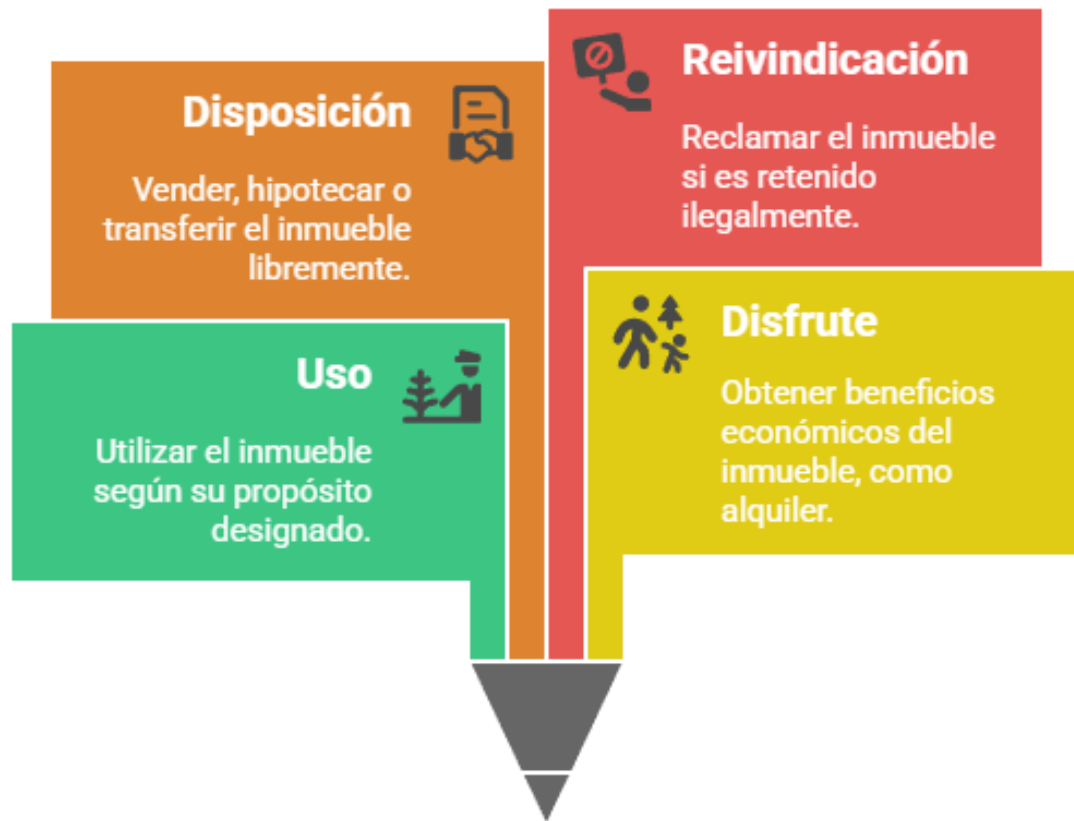 Disposición
Vender, hipotecar o
transferir el inmueble
libremente.
Reivindicación
Reclamar el inmueble
si es retenido
ilegalmente.
Uso
Utilizar el inmueble
según su propósito
designado.
Disfrute
Obtener beneficios
económicos del
inmueble, como
alquiler.